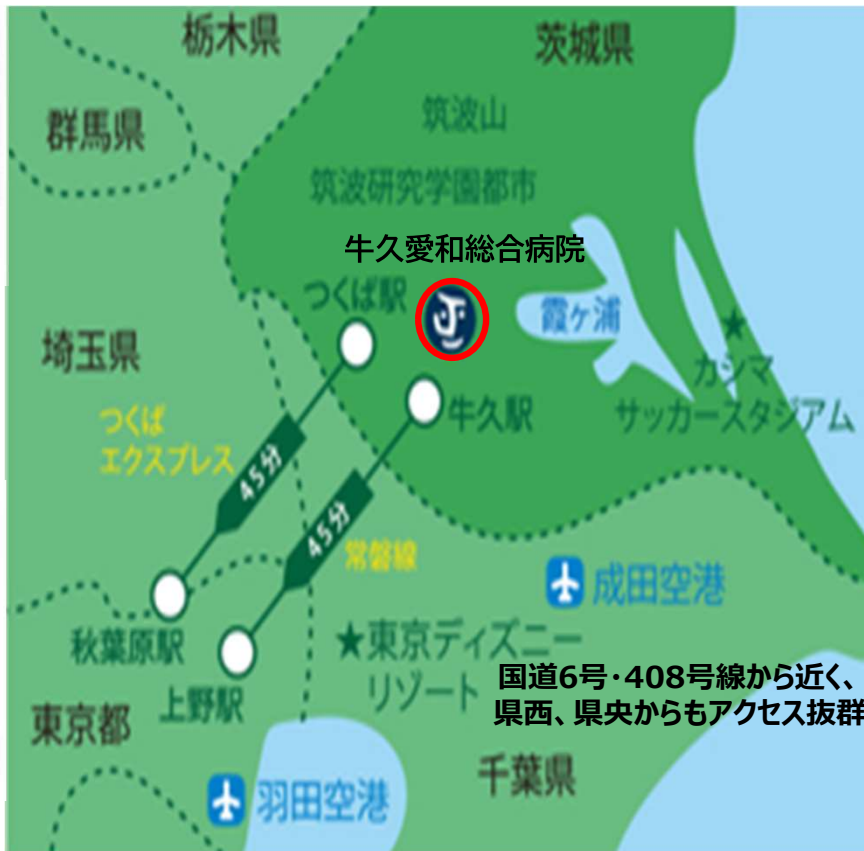 栃木県
茨城県
群馬県
筑波山
筑波研究学園都市
牛久愛和総合病院
つくば駅
霞ヶ浦
埼玉県
カシマ
サッカースタジアム
牛久駅
つくば
エクスプレス
45分
45分
常磐線
成田空港
秋葉原駅
★東京ディズニー
リゾート
上野駅
国道6号・408号線から近く、
県西、県央からもアクセス抜群
東京都
千葉県
羽田空港